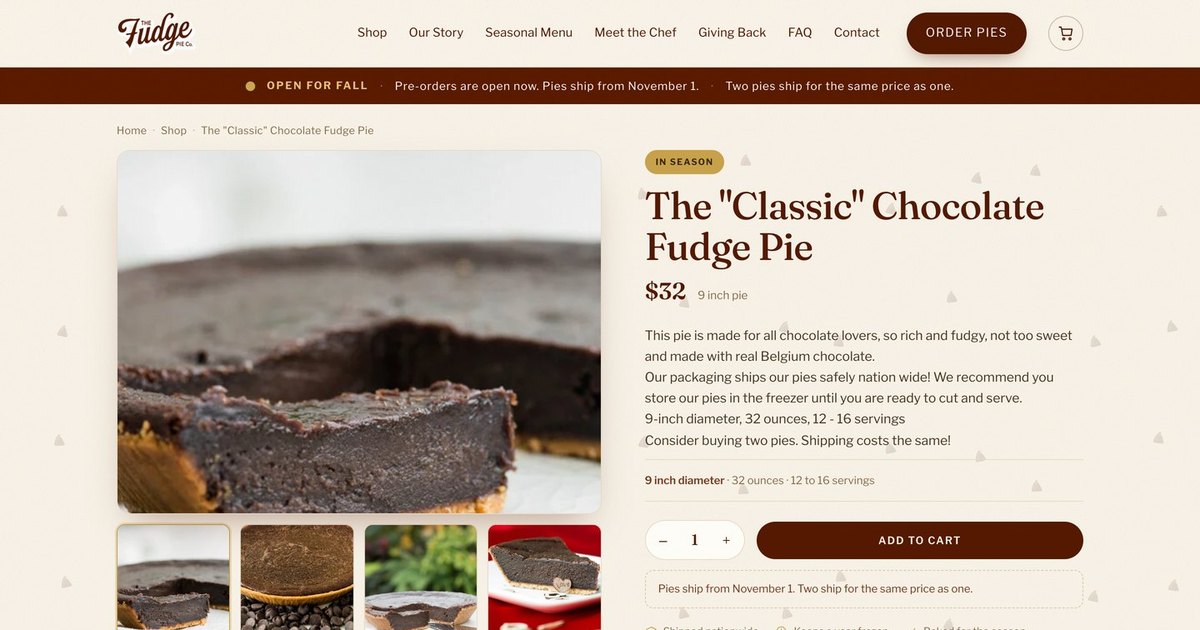 THE
Fudge
PIE Co.
Shop
Our Story
Seasonal Menu
Meet the Chef
Giving Back
FAQ
Contact
ORDER PIES
OPEN FOR FALL · Pre-orders are open now. Pies ship from November 1. · Two pies ship for the same price as one.
Home · Shop · The "Classic" Chocolate Fudge Pie
IN SEASON
The "Classic" Chocolate
Fudge Pie
$32 9 inch pie
This pie is made for all chocolate lovers, so rich and fudgy, not too sweet
and made with real Belgium chocolate.
Our packaging ships our pies safely nation wide! We recommend you
store our pies in the freezer until you are ready to cut and serve.
9-inch diameter, 32 ounces, 12 - 16 servings
Consider buying two pies. Shipping costs the same!
9 inch diameter · 32 ounces · 12 to 16 servings
– 1 +
ADD TO CART
Pies ship from November 1. Two ship for the same price as one.